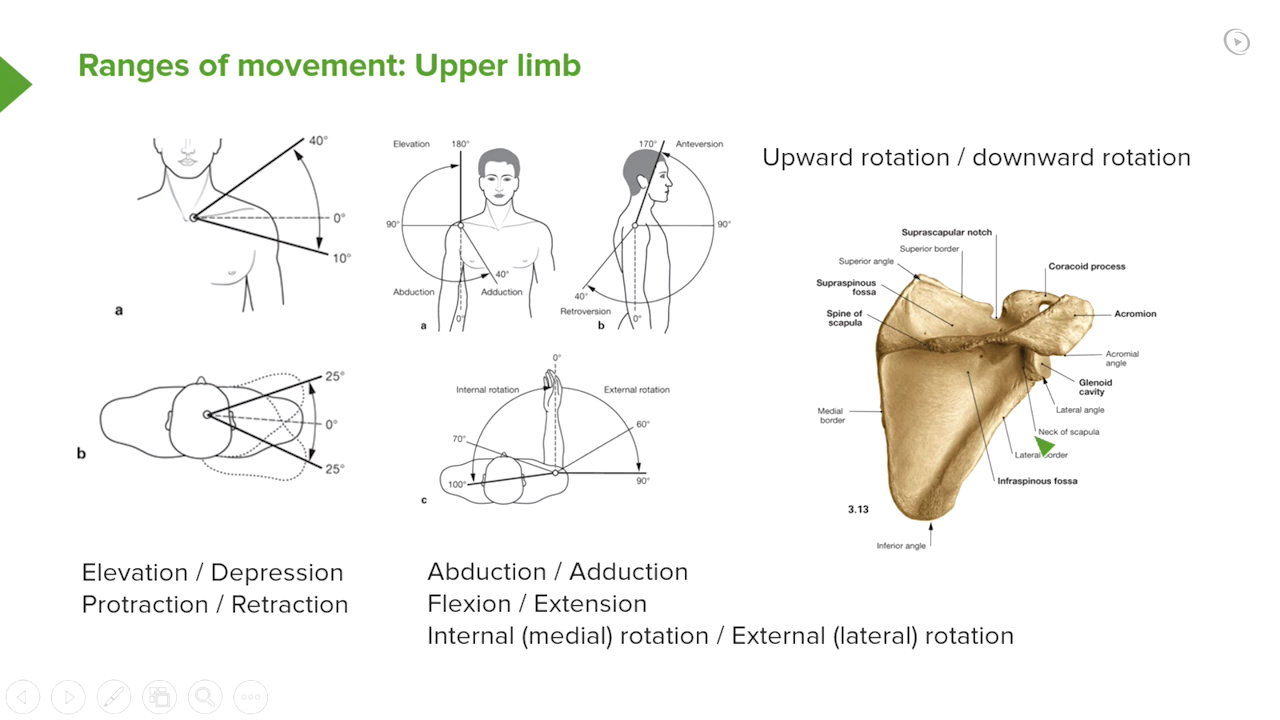 Ranges of movement: Upper limb
40°
0°
10°
a
25°
0°
25°
b
Elevation / Depression
Protraction / Retraction
Elevation
180°
90°
40°
Abduction
Adduction
0°
a
170°
Anteversion
90°
40°
Retroversion
0°
b
0°
Internal rotation
External rotation
60°
70°
100°
90°
c
Abduction / Adduction
Flexion / Extension
Internal (medial) rotation / External (lateral) rotation
Upward rotation / downward rotation
Suprascapular notch
Superior border
Superior angle
Coracoid process
Supraspinous
fossa
Spine of
scapula
Acromion
Acromial
angle
Glenoid
cavity
Medial
border
Lateral angle
Neck of scapula
Lateral border
Infraspinous fossa
3.13
Inferior angle